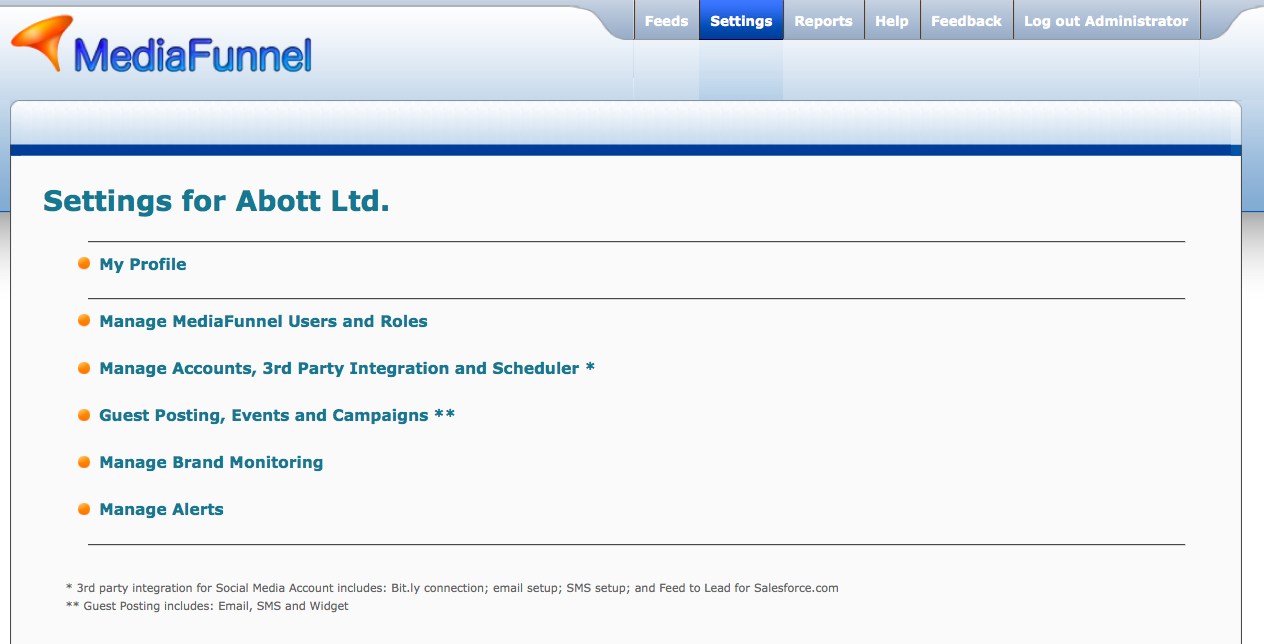 Feeds Settings Reports Help Feedback Log out Administrator
MediaFunnel
Settings for Abott Ltd.
My Profile
Manage MediaFunnel Users and Roles
Manage Accounts, 3rd Party Integration and Scheduler *
Guest Posting, Events and Campaigns **
Manage Brand Monitoring
Manage Alerts
* 3rd party integration for Social Media Account includes: Bit.ly connection; email setup; SMS setup; and Feed to Lead for Salesforce.com
** Guest Posting includes: Email, SMS and Widget